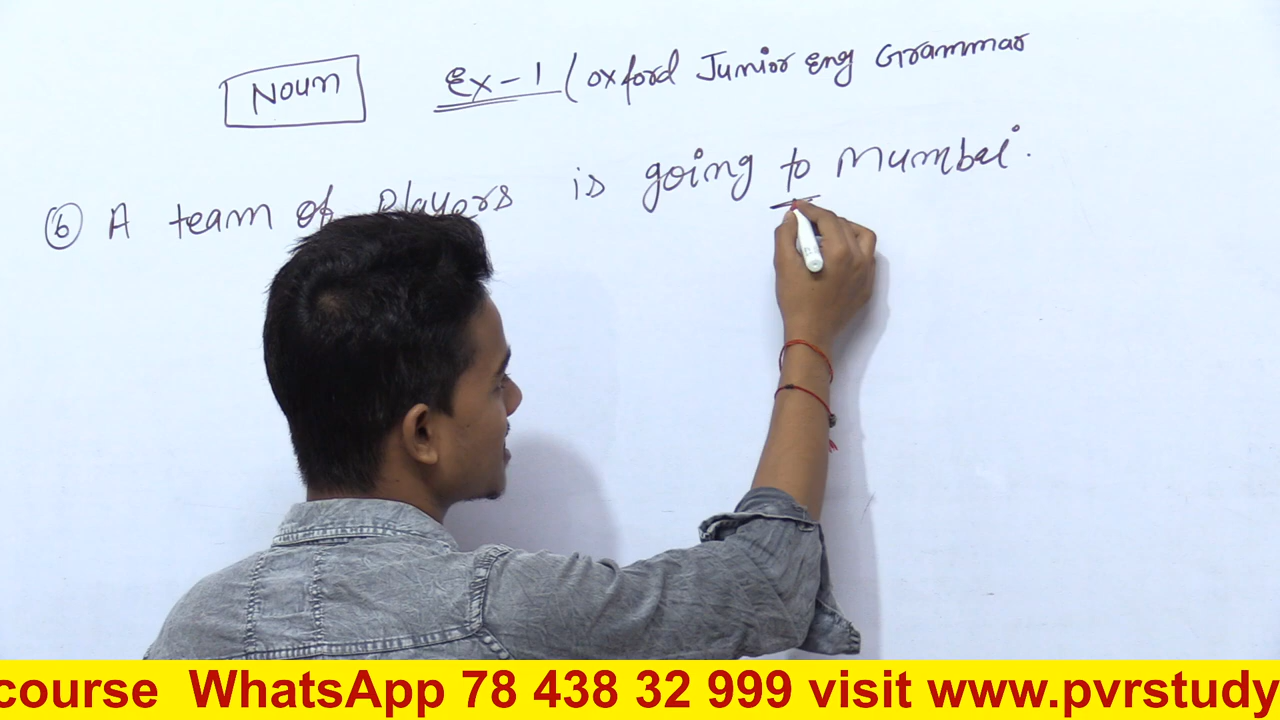 Noun Ex-1 (Oxford Junior Eng Grammar
(6) A team of Players is going to Mumbai.
course WhatsApp 78 438 32 999 visit www.pvrstudy